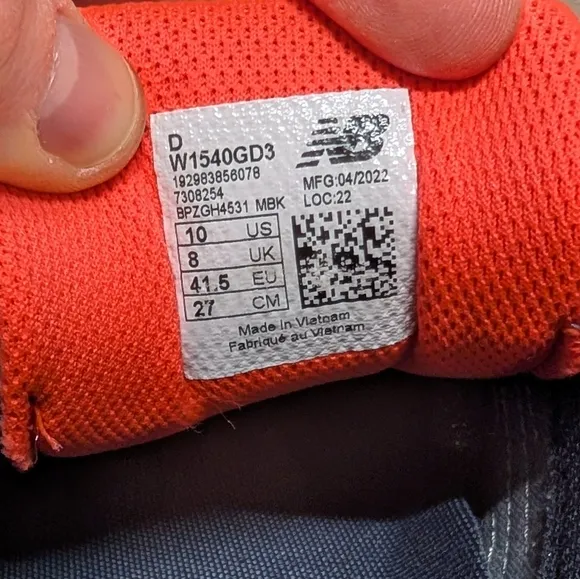 D
W1540GD3
192983856078
7308254
BPZGH4531 MBK
NB
MFG:04/2022
LOC:22
10 US
8 UK
41.5 EU
27 CM
Made in Vietnam
Fabriqué au Vietnam